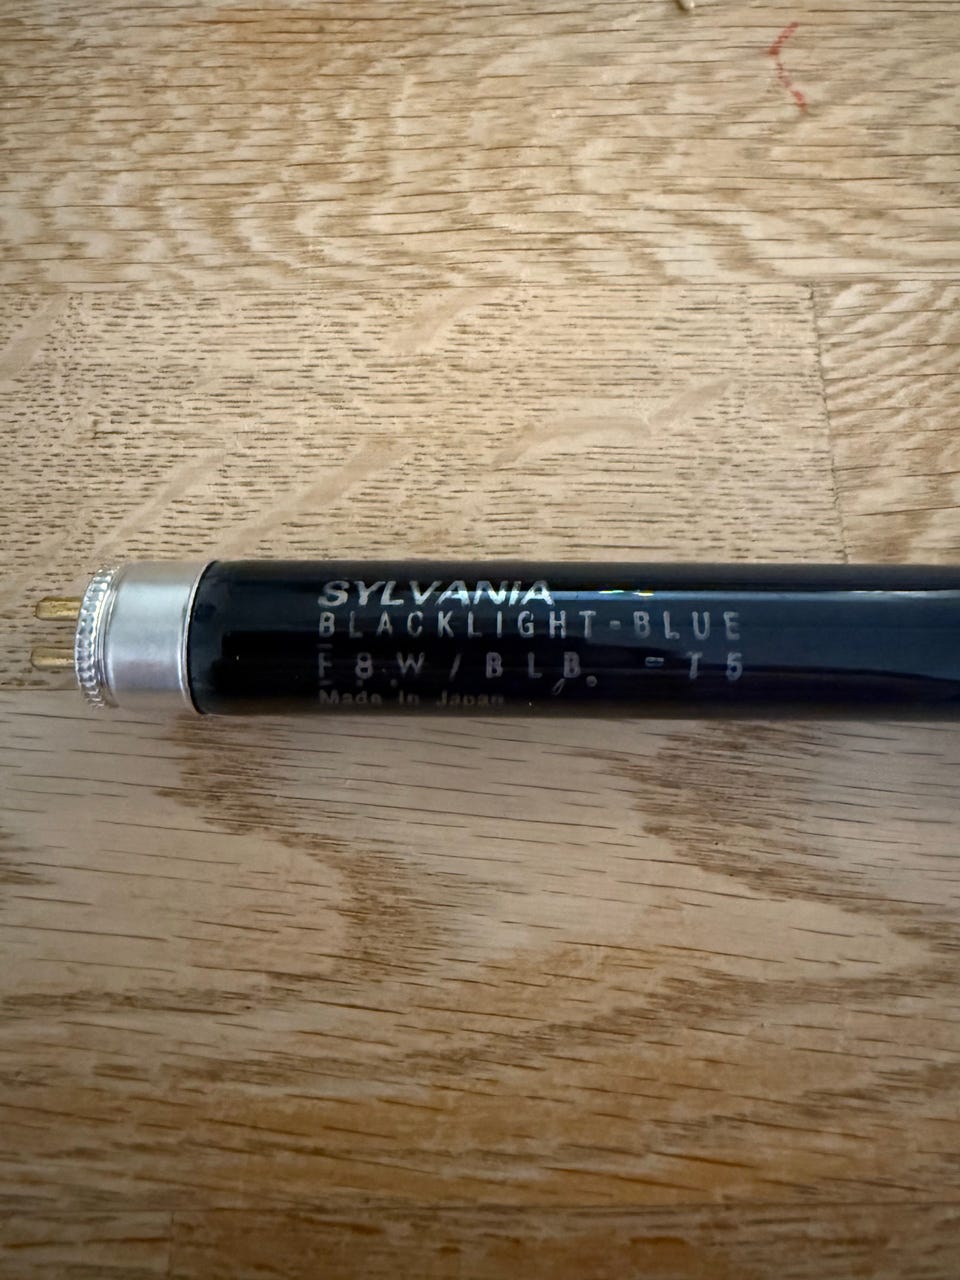 SYLVANIA
BLACKLIGHT-BLUE
F8W/BLB - T5
Made in Japan